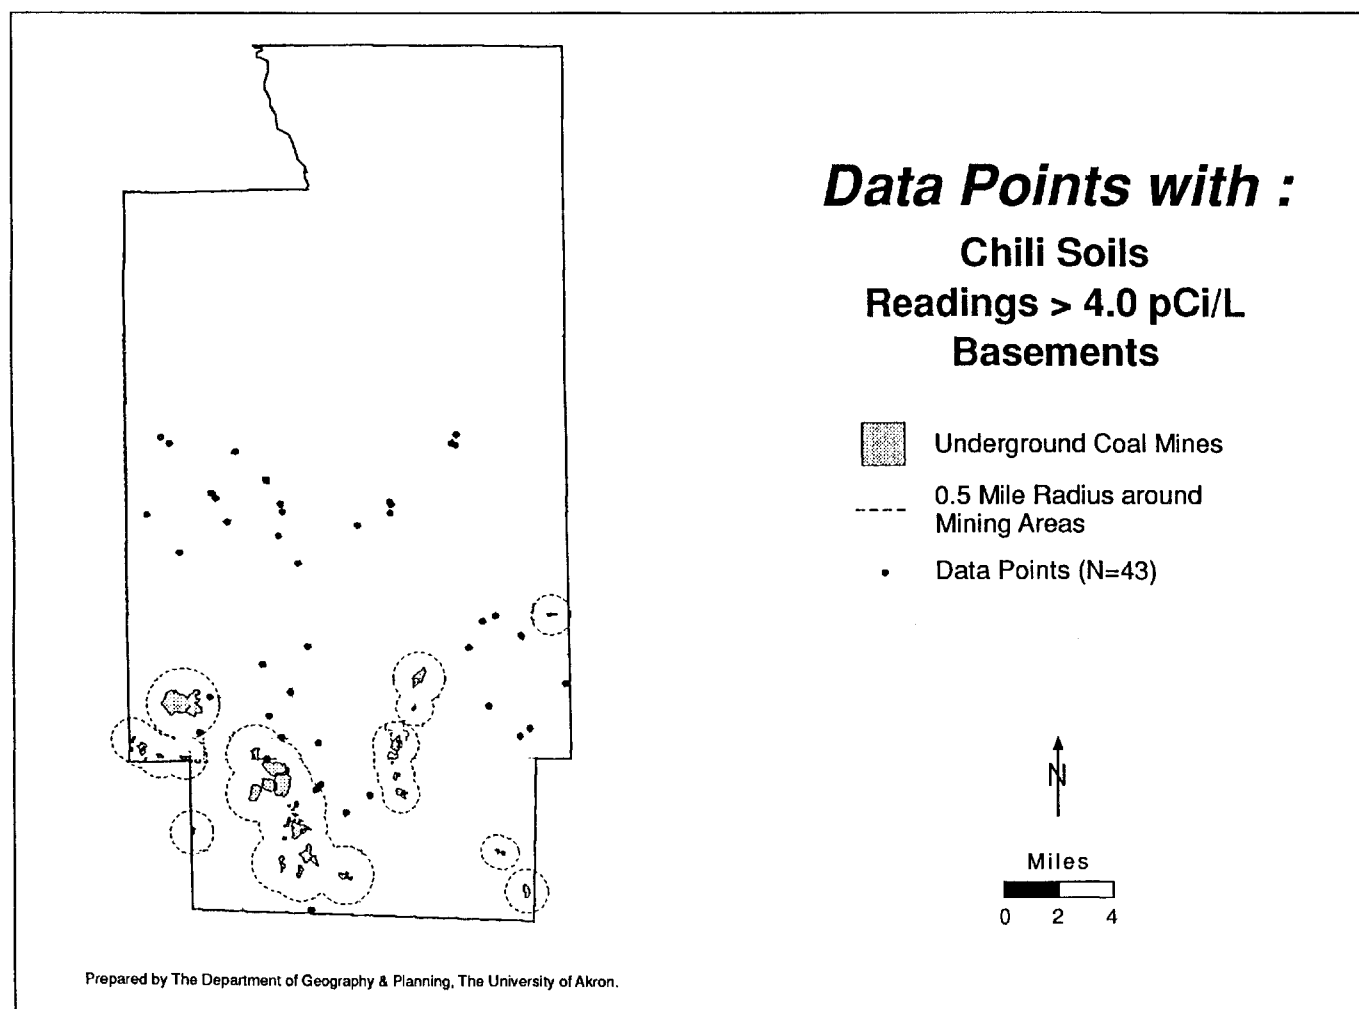 Data Points with :
Chili Soils
Readings > 4.0 pCi/L
Basements
Underground Coal Mines
0.5 Mile Radius around
Mining Areas
Data Points (N=43)
N
Miles
0 2 4
Prepared by The Department of Geography & Planning, The University of Akron.